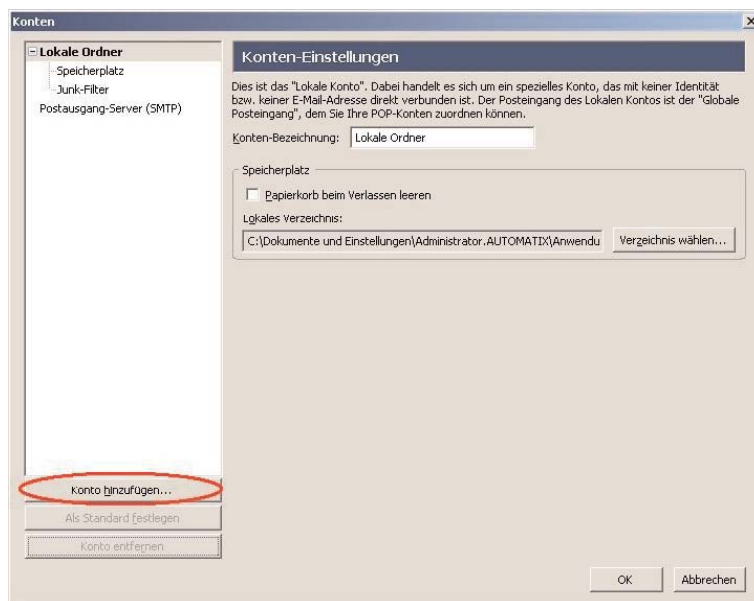 Konten
Lokale Ordner
Speicherplatz
Junk-Filter
Postausgang-Server (SMTP)
Konto hinzufügen...
Als Standard festlegen
Konto entfernen
Konten-Einstellungen
Dies ist das "Lokale Konto". Dabei handelt es sich um ein spezielles Konto, das mit keiner Identität
bzw. keiner E-Mail-Adresse direkt verbunden ist. Der Posteingang des Lokalen Kontos ist der "Globale
Posteingang", dem Sie Ihre POP-Konten zuordnen können.
Konten-Bezeichnung: Lokale Ordner
Speicherplatz
Papierkorb beim Verlassen leeren
Lokales Verzeichnis:
C:\Dokumente und Einstellungen\Administrator.AUTOMATIX\Anwendu Verzeichnis wählen...
OK Abbrechen